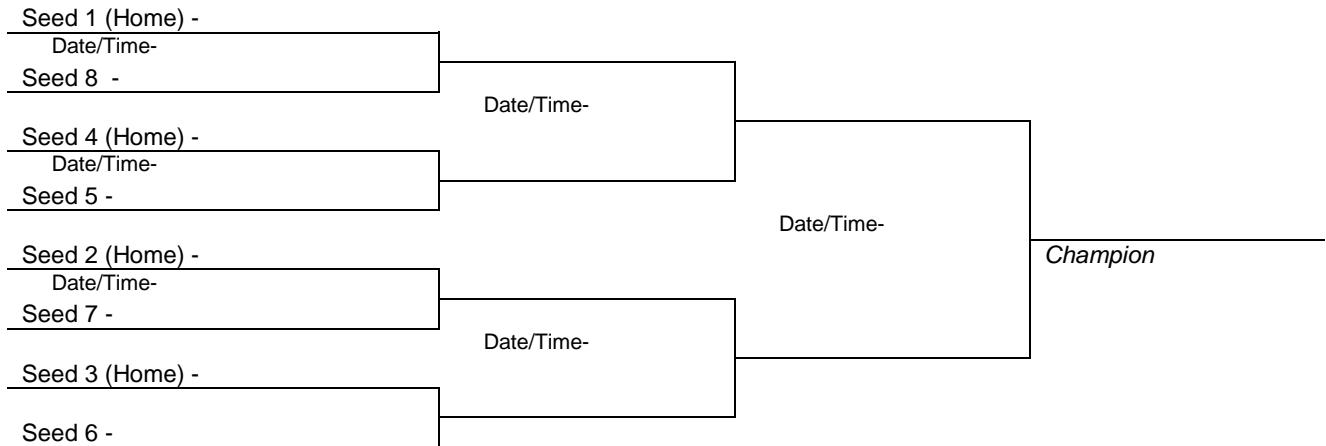 Seed 1 (Home) -
Date/Time-
Seed 8 -
Date/Time-
Seed 4 (Home) -
Date/Time-
Seed 5 -
Date/Time-
Seed 2 (Home) -
Champion
Date/Time-
Seed 7 -
Date/Time-
Seed 3 (Home) -
Seed 6 -